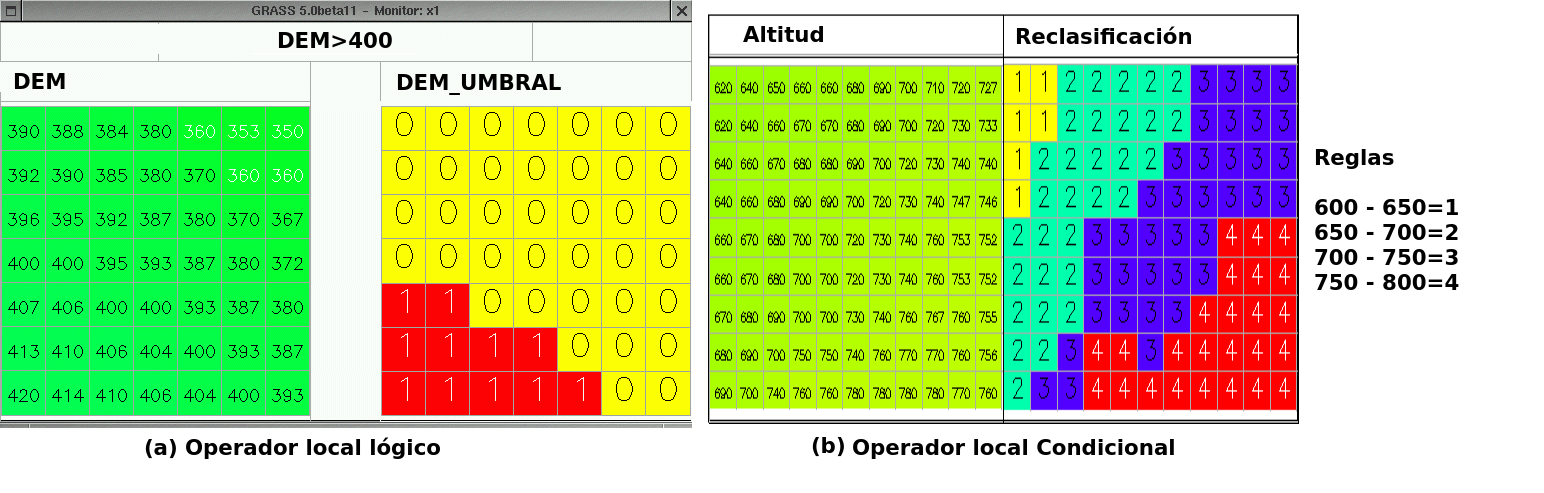 GRASS 5.0beta11 - Monitor: x1
DEM>400
DEM
DEM_UMBRAL
390 388 384 380 360 353 350 0 0 0 0 0 0 0
392 390 385 380 370 360 360 0 0 0 0 0 0 0
396 395 392 387 380 370 367 0 0 0 0 0 0 0
400 400 395 393 387 380 372 0 0 0 0 0 0 0
407 406 400 400 393 387 380 1 1 0 0 0 0 0
413 410 406 404 400 393 387 1 1 1 1 0 0 0
420 414 410 406 404 400 393 1 1 1 1 1 0 0
(a) Operador local lógico
Altitud
Reclasificación
620 640 650 660 660 680 690 700 710 720 727 1 1 2 2 2 2 2 3 3 3 3
620 640 660 670 670 680 690 700 720 730 733 1 1 2 2 2 2 2 3 3 3 3
640 660 670 680 680 690 700 720 730 740 740 1 2 2 2 2 2 3 3 3 3 3
640 660 670 680 690 700 720 730 740 747 746 1 2 2 2 2 3 3 3 3 3 3
660 670 680 700 700 720 730 740 760 753 752 2 2 2 3 3 3 3 3 4 4 4
660 670 680 700 700 720 730 740 760 753 752 2 2 2 3 3 3 3 3 4 4 4
670 680 690 700 700 730 740 760 767 760 755 2 2 2 3 3 3 3 4 4 4 4
680 690 700 750 750 740 760 770 770 760 756 2 2 3 4 4 3 4 4 4 4 4
690 700 740 760 770 760 780 780 780 770 760 2 3 3 4 4 4 4 4 4 4 4
Reglas
600 - 650=1
650 - 700=2
700 - 750=3
750 - 800=4
(b) Operador local Condicional